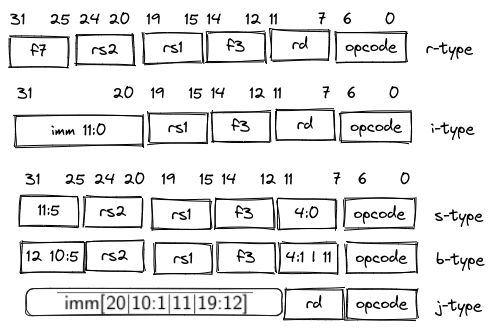 31 25 24 20 19 15 14 12 11 7 6 0
f7 rs2 rs1 f3 rd opcode r-type
31 20 19 15 14 12 11 7 6 0
imm 11:0 rs1 f3 rd opcode i-type
31 25 24 20 19 15 14 12 11 7 6 0
11:5 rs2 rs1 f3 4:0 opcode s-type
12 10:5 rs2 rs1 f3 4:1 | 11 opcode b-type
imm[20|10:1|11|19:12] rd opcode j-type